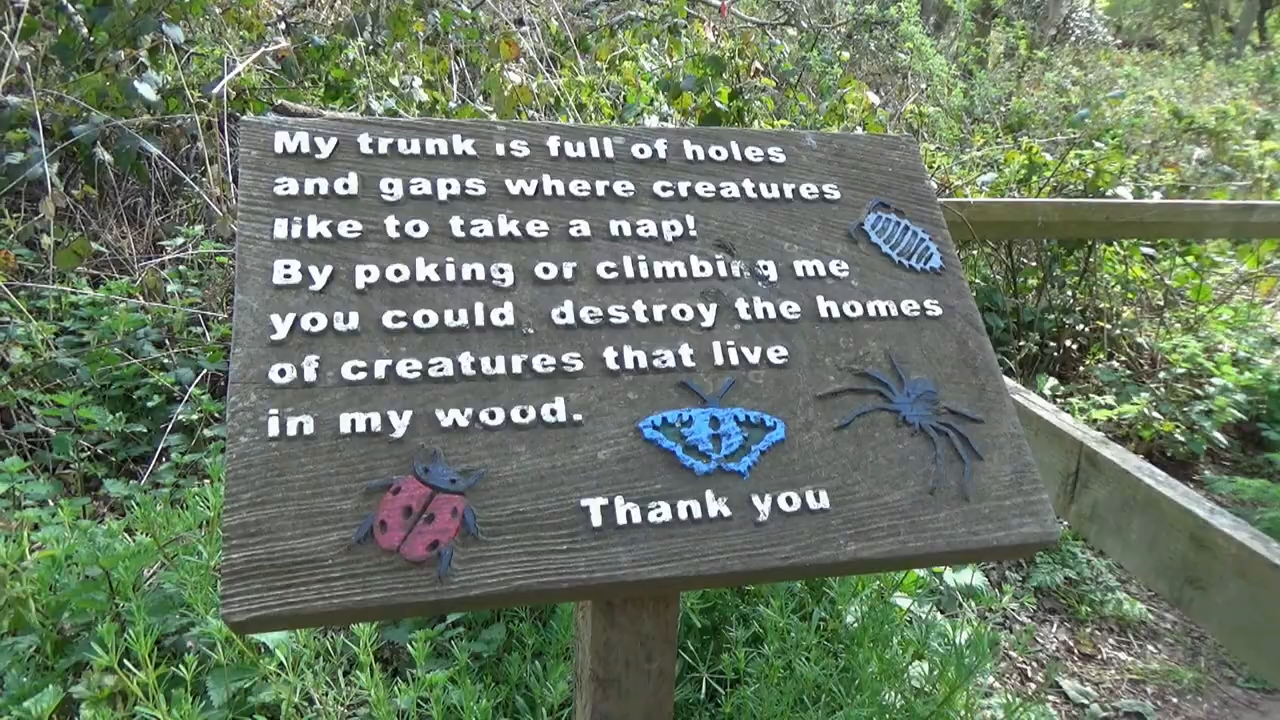 My trunk is full of holes
and gaps where creatures
like to take a nap!
By poking or climbing me
you could destroy the homes
of creatures that live
in my wood.
Thank you